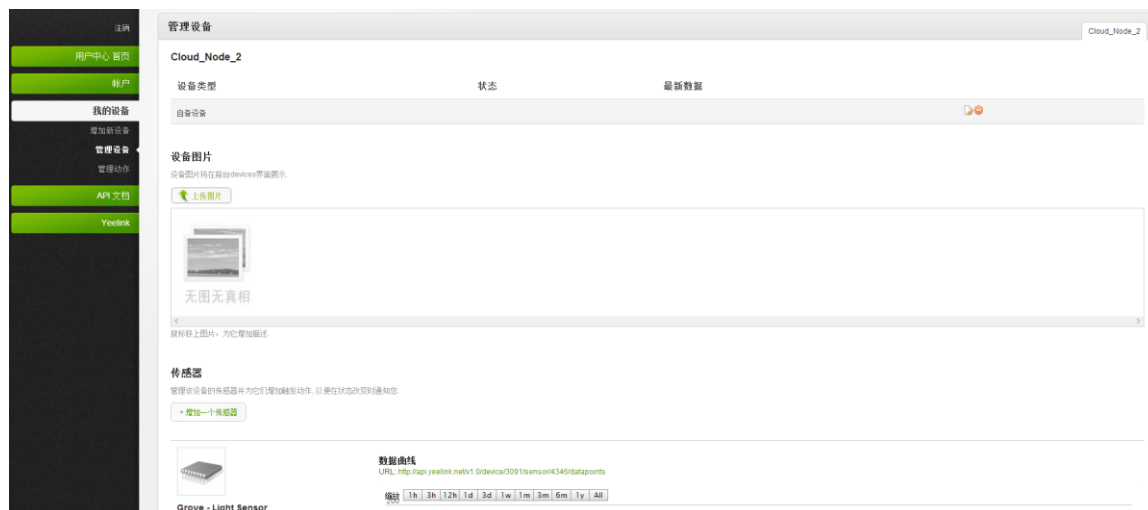 注销
用户中心 首页
帐户
我的设备
增加新设备
管理设备
管理动作
API 文档
Yeelink
管理设备
Cloud_Node_2
Cloud_Node_2
设备类型 状态 最新数据
自备设备
设备图片
设备图片将在前台devices界面展示.
上传图片
无图无真相
鼠标移上图片，为它增加描述.
传感器
管理该设备的传感器并为它们增加触发动作, 以便在状态改变时通知您.
+ 增加一个传感器
数据曲线
URL: http://api.yeelink.net/v1.0/device/3091/sensor/4346/datapoints
缩放 1h 3h 12h 1d 3d 1w 1m 3m 6m 1y All
200
Grove - Light Sensor